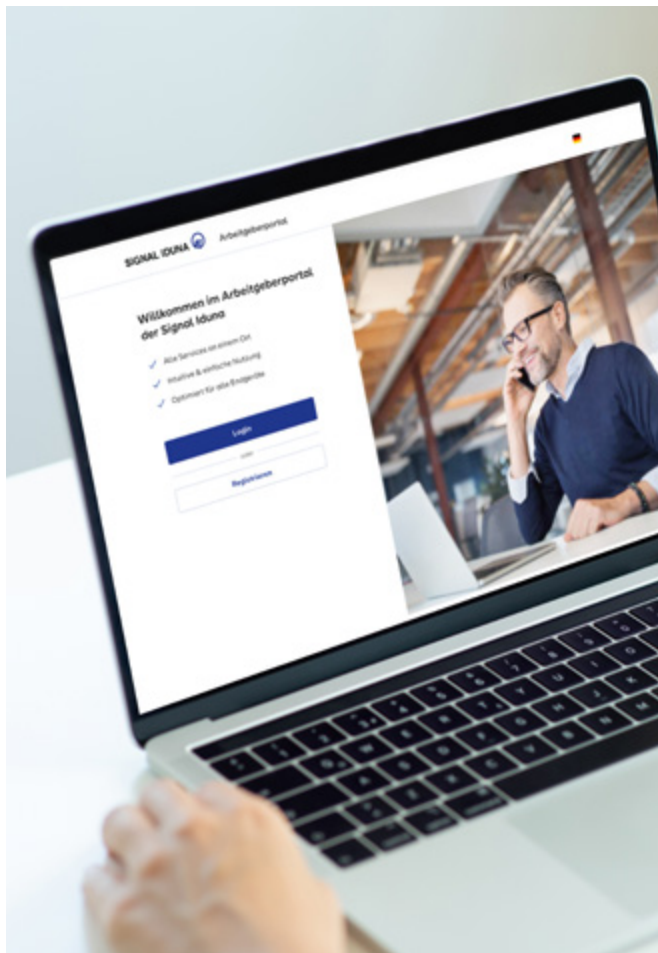 SIGNAL IDUNA Arbeitgeberportal
Willkommen im Arbeitgeberportal
der Signal Iduna
Alle Services an einem Ort
Intuitive & einfache Nutzung
Optimiert für alle Endgeräte
Login
oder
Registrieren